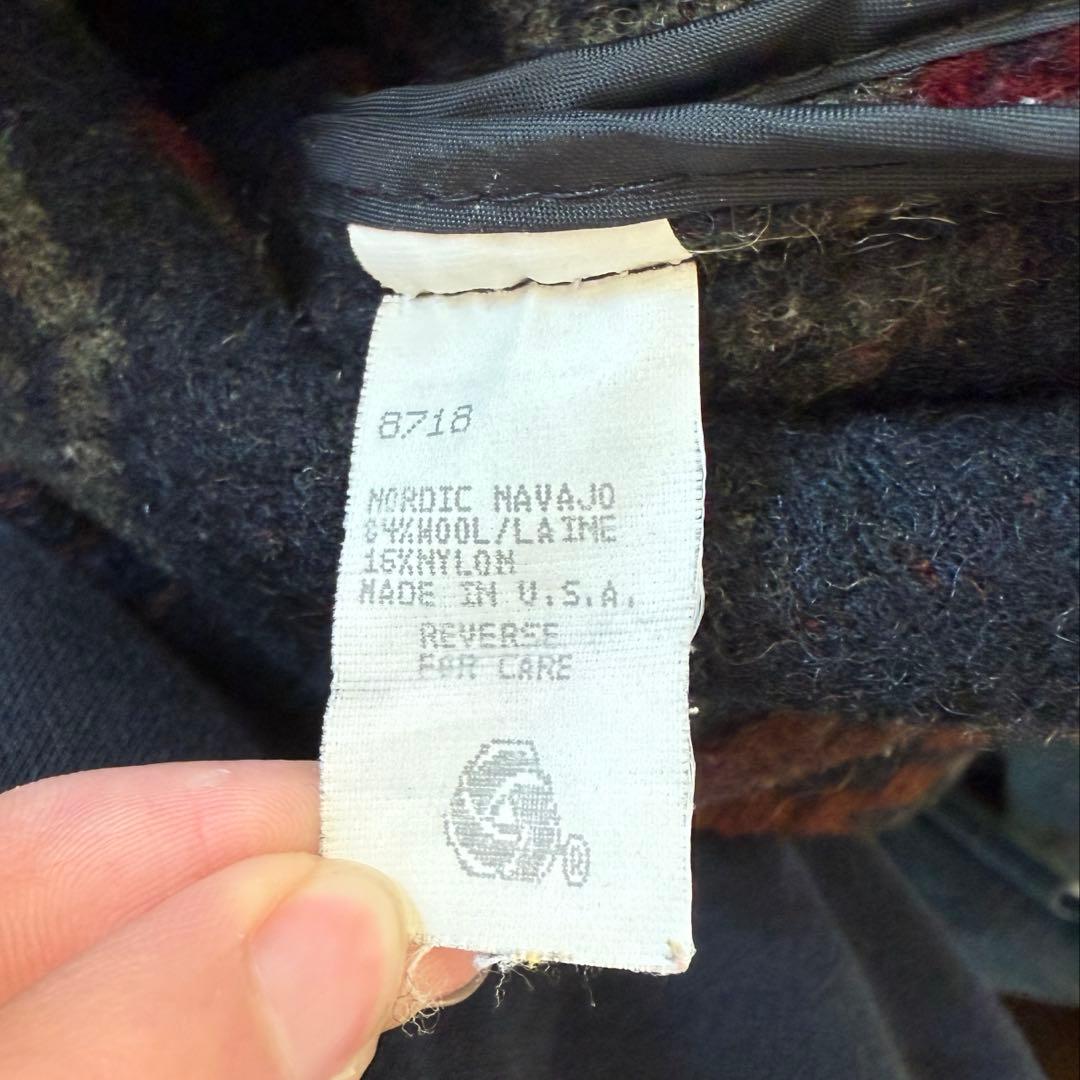 8718
NORDIC NAVAJO
84%WOOL/LAINE
16%NYLON
MADE IN U.S.A.
REVERSE
FOR CARE
®